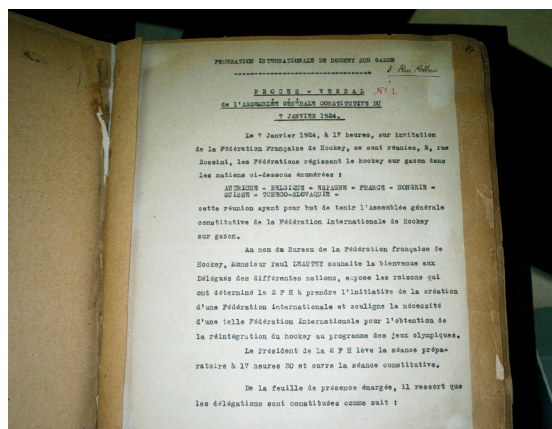 FEDERATION INTERNATIONALE DE HOCKEY SUR GAZON
PROCES - VERBAL N° 1
de l'ASSEMBLÉE GÉNÉRALE CONSTITUTIVE DU
7 JANVIER 1924.
Le 7 Janvier 1924, à 17 heures, sur invitation
de la Fédération Française de Hockey, se sont réunies, 3, rue
Rossini, les Fédérations régissant le hockey sur gazon dans
les nations ci-dessous énumérées :
AUTRICHE - BELGIQUE - ESPAGNE - FRANCE - HONGRIE -
SUISSE - TCHECO-SLOVAQUIE -
cette réunion ayant pour but de tenir l'Assemblée générale
constitutive de la Fédération Internationale de Hockey
sur gazon.
Au nom du Bureau de la Fédération française de
Hockey, Monsieur Paul LEAUTEY souhaite la bienvenue aux
Délégués des différentes nations, expose les raisons qui
ont déterminé la 2 F H à prendre l'initiative de la création
d'une Fédération internationale et souligne la nécessité
d'une telle Fédération Internationale pour l'obtention de
la réintégration du hockey au programme des jeux olympiques.
Le Président de la 2 F H lève la séance prépa-
ratoire à 17 heures 30 et ouvre la séance constitutive.
De la feuille de présence émargée, il ressort que
les délégations sont constituées comme suit :